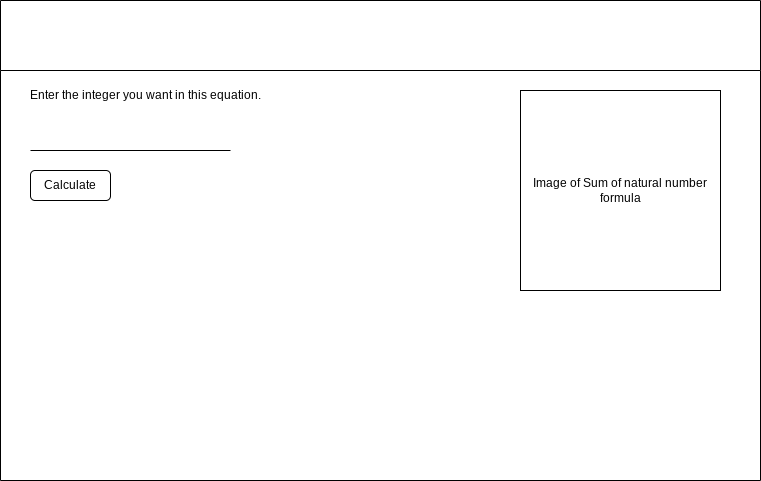 Enter the integer you want in this equation.
Calculate
Image of Sum of natural number
formula